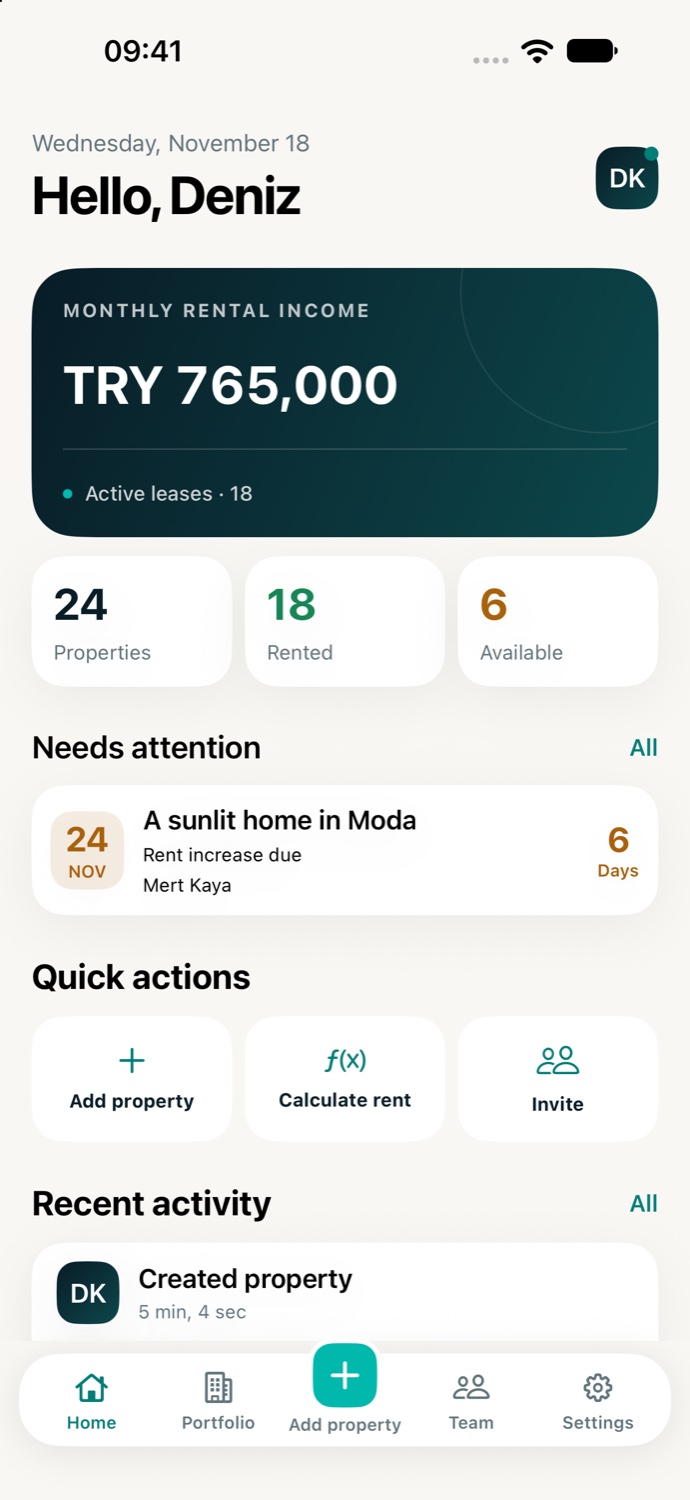 09:41
Wednesday, November 18
Hello, Deniz
DK
MONTHLY RENTAL INCOME
TRY 765,000
Active leases · 18
24
Properties
18
Rented
6
Available
Needs attention
All
24
NOV
A sunlit home in Moda
Rent increase due
Mert Kaya
6
Days
Quick actions
Add property
f(x)
Calculate rent
Invite
Recent activity
All
DK
Created property
5 min, 4 sec
Home
Portfolio
Add property
Team
Settings